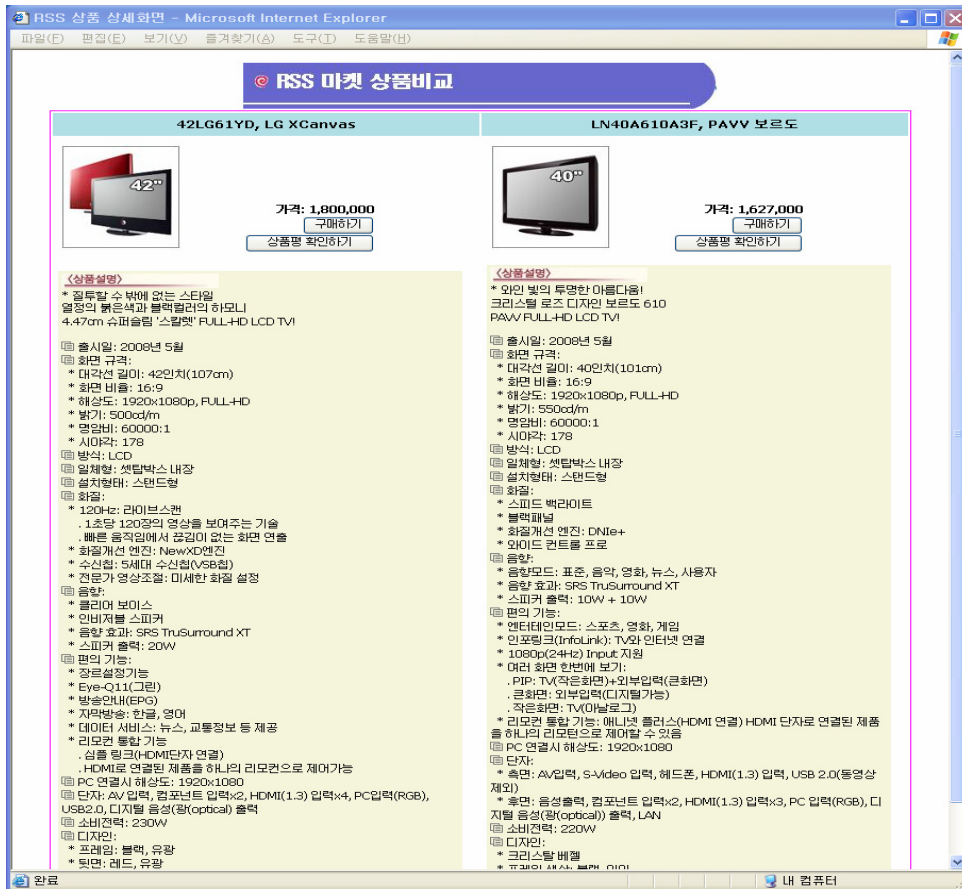 RSS 상품 상세화면 - Microsoft Internet Explorer
파일(F) 편집(E) 보기(V) 즐겨찾기(A) 도구(T) 도움말(H)
RSS 마켓 상품비교
42LG61YD, LG XCanvas
42"
가격: 1,800,000
구매하기
상품평 확인하기
<상품설명>
* 질투할 수 밖에 없는 스타일
열정의 붉은색과 블랙컬러의 하모니
4.47cm 슈퍼슬림 '스칼렛' FULL-HD LCD TV!
출시일: 2008년 5월
화면 규격:
* 대각선 길이: 42인치(107cm)
* 화면 비율: 16:9
* 해상도: 1920x1080p, FULL-HD
* 밝기: 500cd/m
* 명암비: 60000:1
* 시야각: 178
방식: LCD
일체형: 셋탑박스 내장
설치형태: 스탠드형
화질:
* 120Hz: 라이브스캔
. 1초당 120장의 영상을 보여주는 기술
. 빠른 움직임에서 끊김이 없는 화면 연출
* 화질개선 엔진: NewXD엔진
* 수신칩: 5세대 수신칩(VSB칩)
* 전문가 영상조절: 미세한 화질 설정
음향:
* 클리어 보이스
* 인비저블 스피커
* 음향 효과: SRS TruSurround XT
* 스피커 출력: 20W
편의 기능:
* 장르설정기능
* Eye-Q11(그린)
* 방송안내(EPG)
* 자막방송: 한글, 영어
* 데이터 서비스: 뉴스, 교통정보 등 제공
* 리모컨 통합 기능
. 심플 링크(HDMI단자 연결)
. HDMI로 연결된 제품을 하나의 리모컨으로 제어가능
PC 연결시 해상도: 1920x1080
단자: AV 입력, 컴포넌트 입력x2, HDMI(1.3) 입력x4, PC입력(RGB),
USB2.0, 디지털 음성(광(optical) 출력
소비전력: 230W
디자인:
* 프레임: 블랙, 유광
* 뒷면: 레드, 유광
LN40A610A3F, PAVV 보르도
40"
가격: 1,627,000
구매하기
상품평 확인하기
<상품설명>
* 와인 빛의 투명한 아름다움!
크리스털 로즈 디자인 보르도 610
PAVV FULL-HD LCD TV!
출시일: 2008년 5월
화면 규격:
* 대각선 길이: 40인치(101cm)
* 화면 비율: 16:9
* 해상도: 1920x1080p, FULL-HD
* 밝기: 550cd/m
* 명암비: 60000:1
* 시야각: 178
방식: LCD
일체형: 셋탑박스 내장
설치형태: 스탠드형
화질:
* 스피드 백라이트
* 블랙패널
* 화질개선 엔진: DNIe+
* 와이드 컨트롤 프로
음향:
* 음향모드: 표준, 음악, 영화, 뉴스, 사용자
* 음향 효과: SRS TruSurround XT
* 스피커 출력: 10W + 10W
편의 기능:
* 엔터테인모드: 스포츠, 영화, 게임
* 인포링크(InfoLink): TV와 인터넷 연결
* 1080p(24Hz) Input 지원
* 여러 화면 한번에 보기:
. PIP: TV(작은화면)+외부입력(큰화면)
. 큰화면: 외부입력(디지털가능)
. 작은화면: TV(아날로그)
* 리모컨 통합 기능: 애니넷 플러스(HDMI 연결) HDMI 단자로 연결된 제품
을 하나의 리모컨으로 제어할 수 있음
PC 연결시 해상도: 1920x1080
단자:
* 측면: AV입력, S-Video 입력, 헤드폰, HDMI(1.3) 입력, USB 2.0(동영상
제외)
* 후면: 음성출력, 컴포넌트 입력x2, HDMI(1.3) 입력x3, PC 입력(RGB), 디
지털 음성(광(optical)) 출력, LAN
소비전력: 220W
디자인:
* 크리스탈 베젤
완료
내 컴퓨터